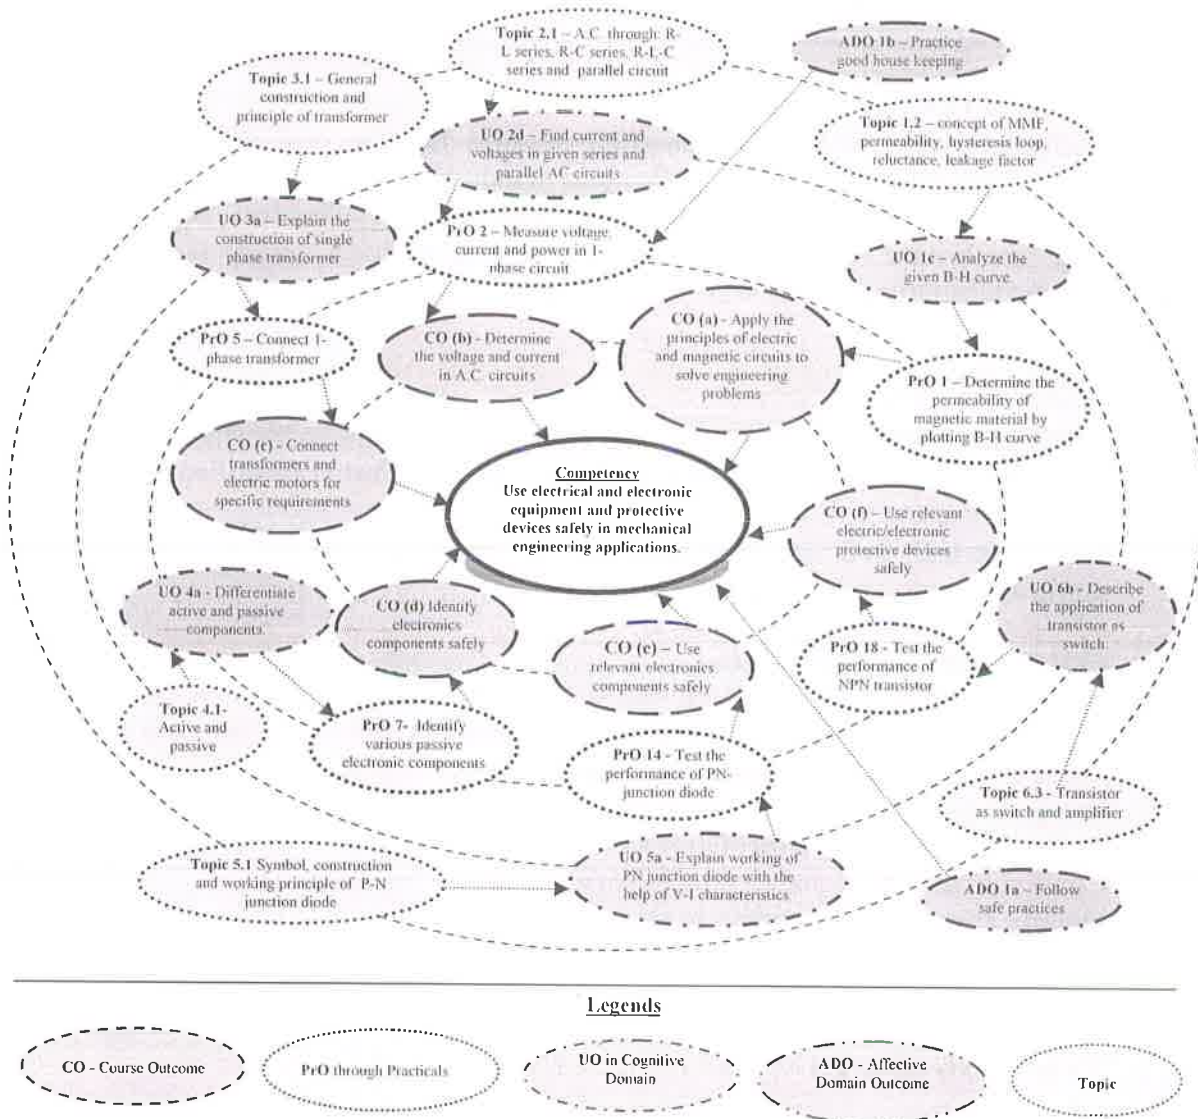 Topic 2.1 – A.C. through: R-
L series, R-C series, R-L-C
series and parallel circuit
ADO 1b – Practice
good house keeping
Topic 3.1 – General
construction and
principle of transformer
Topic 1.2 – concept of MMF,
permeability, hysteresis loop,
reluctance, leakage factor
UO 2d – Find current and
voltages in given series and
parallel AC circuits
UO 3a – Explain the
construction of single
phase transformer
PrO 2 – Measure voltage,
current and power in 1-
phase circuit
UO 1c – Analyze the
given B-H curve.
PrO 5 – Connect 1-
phase transformer
CO (b) - Determine
the voltage and current
in A.C. circuits
CO (a) - Apply the
principles of electric
and magnetic circuits to
solve engineering
problems
PrO 1 – Determine the
permeability of
magnetic material by
plotting B-H curve
CO (c) - Connect
transformers and
electric motors for
specific requirements
Competency
Use electrical and electronic
equipment and protective
devices safely in mechanical
engineering applications.
CO (f) – Use relevant
electric/electronic
protective devices
safely
UO 4a - Differentiate
active and passive
components.
CO (d) Identify
electronics
components safely
CO (e) – Use
relevant electronics
components safely
PrO 18 - Test the
performance of
NPN transistor
UO 6b - Describe
the application of
transistor as
switch.
Topic 4.1-
Active and
passive
PrO 7- Identify
various passive
electronic components
PrO 14 - Test the
performance of PN-
junction diode
Topic 6.3 - Transistor
as switch and amplifier
Topic 5.1 Symbol, construction
and working principle of P-N
junction diode
UO 5a - Explain working of
PN junction diode with the
help of V-I characteristics
ADO 1a – Follow
safe practices
Legends
CO - Course Outcome
PrO through Practicals
UO in Cognitive
Domain
ADO - Affective
Domain Outcome
Topic